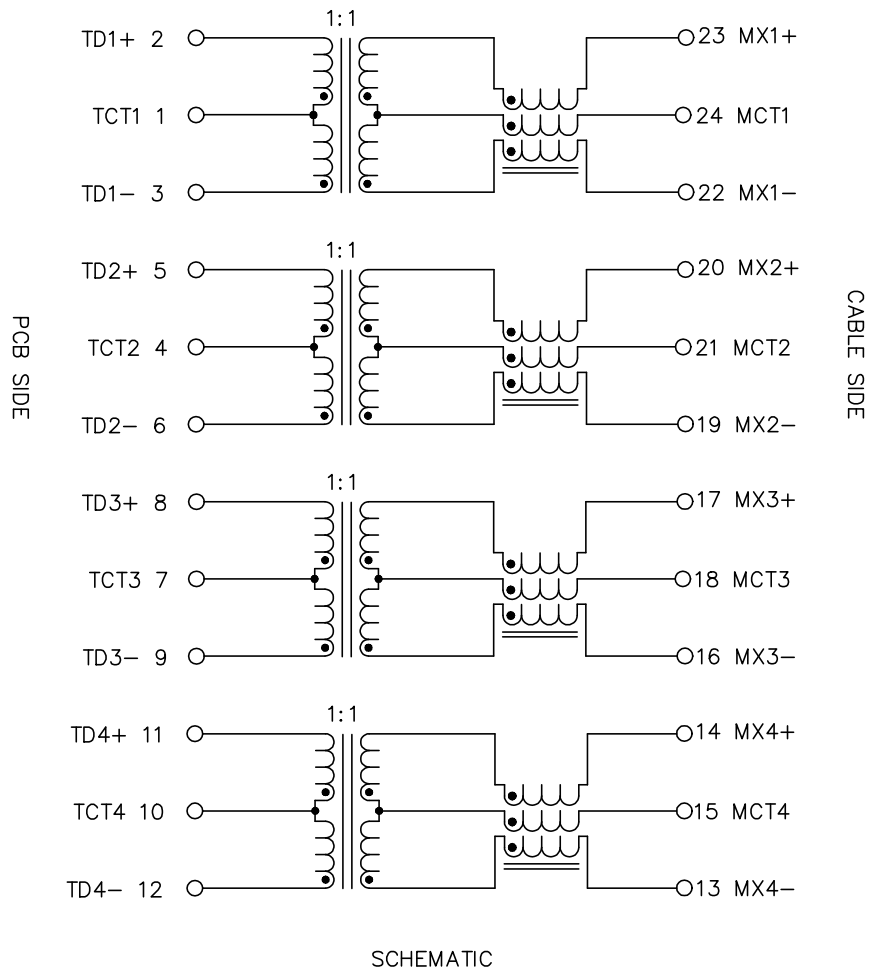 1:1
TD1+ 2
23 MX1+
TCT1 1
24 MCT1
TD1- 3
22 MX1-
1:1
TD2+ 5
20 MX2+
TCT2 4
21 MCT2
TD2- 6
19 MX2-
PCB SIDE
CABLE SIDE
1:1
TD3+ 8
17 MX3+
TCT3 7
18 MCT3
TD3- 9
16 MX3-
1:1
TD4+ 11
14 MX4+
TCT4 10
15 MCT4
TD4- 12
13 MX4-
SCHEMATIC